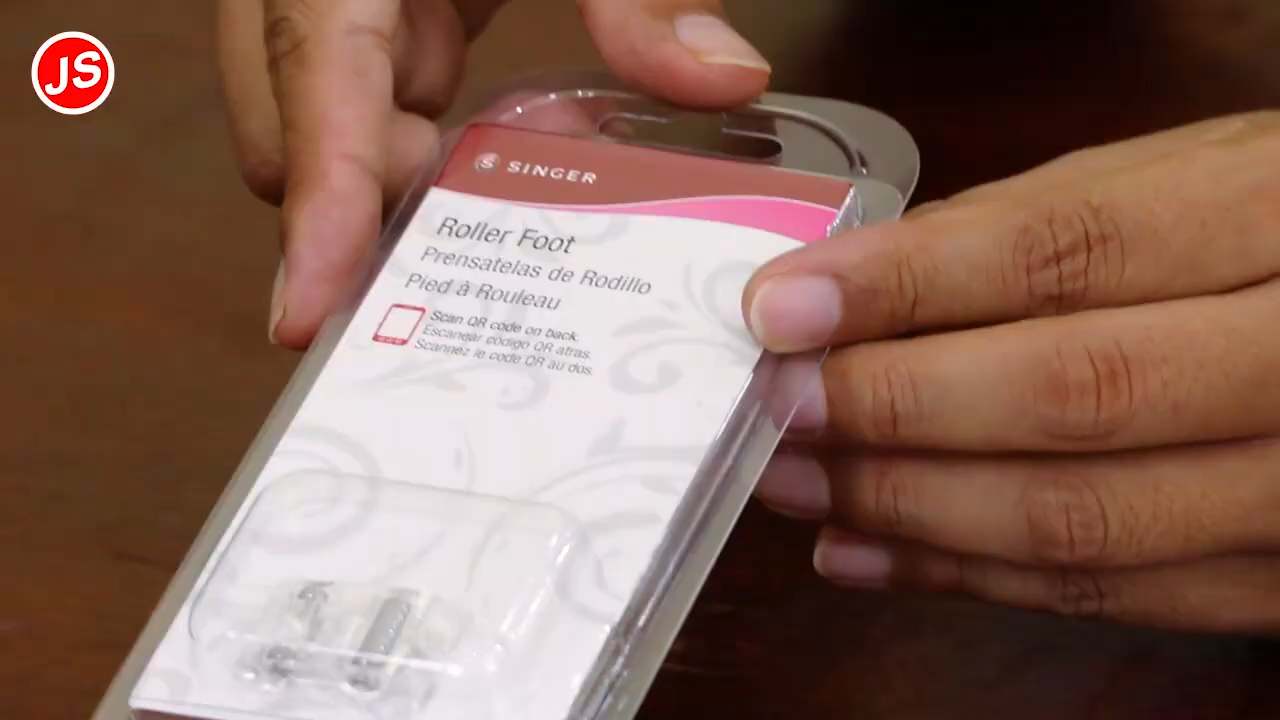 JS
S SINGER
Roller Foot
Prensatelas de Rodillo
Pied à Rouleau
Scan QR code on back.
Escanear código QR atras.
Scannez le code QR au dos.